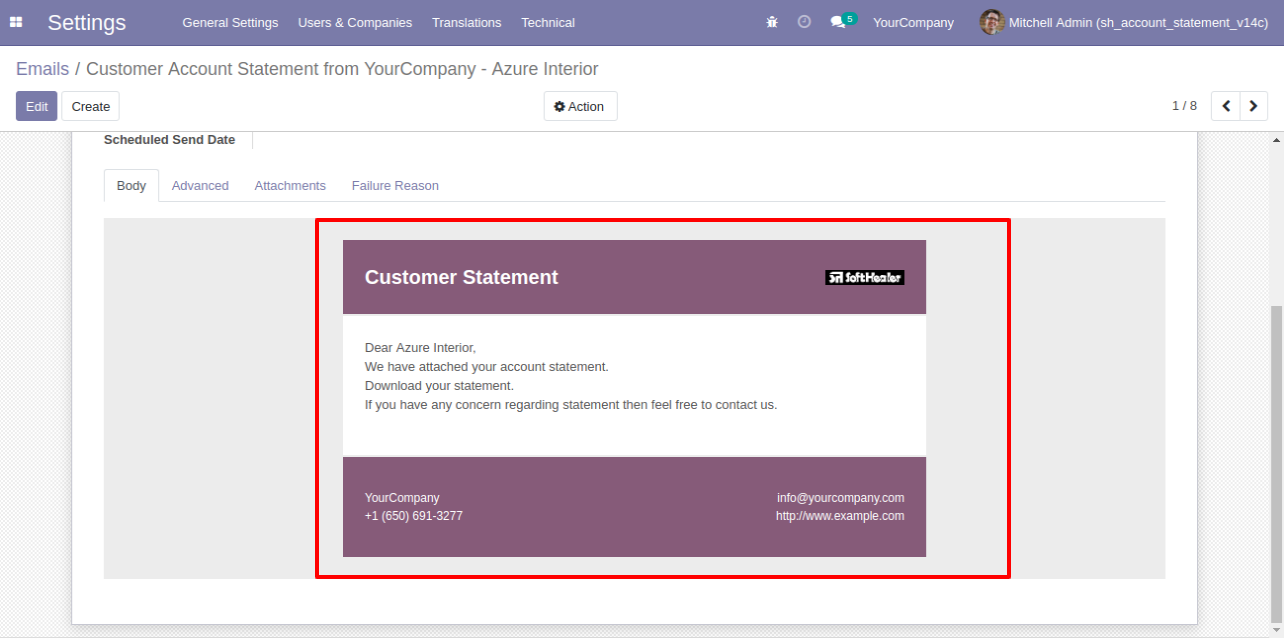 Settings General Settings Users & Companies Translations Technical 5 YourCompany Mitchell Admin (sh_account_statement_v14c)
Emails / Customer Account Statement from YourCompany - Azure Interior
Edit Create Action 1 / 8
Scheduled Send Date
Body Advanced Attachments Failure Reason
Customer Statement SoftHealer
Dear Azure Interior,
We have attached your account statement.
Download your statement.
If you have any concern regarding statement then feel free to contact us.
YourCompany info@yourcompany.com
+1 (650) 691-3277 http://www.example.com